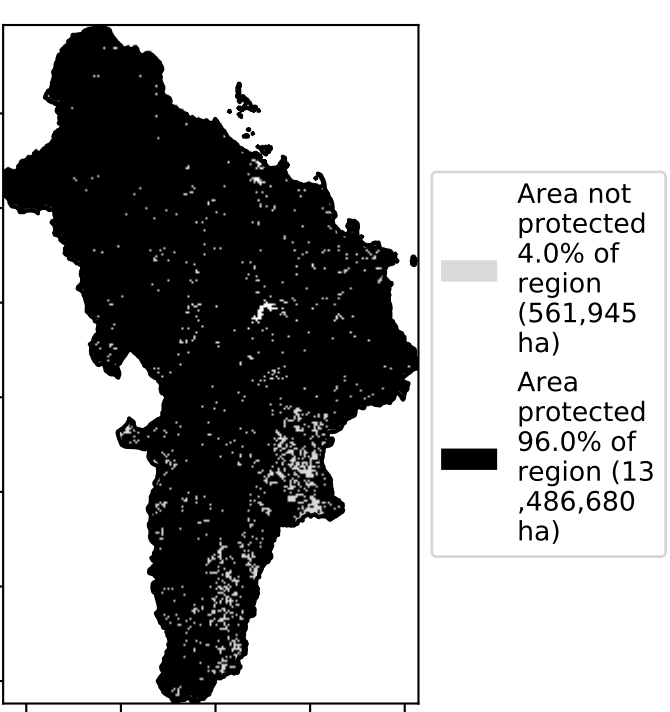 Area not
protected
4.0% of
region
(561,945
ha)
Area
protected
96.0% of
region (13
,486,680
ha)